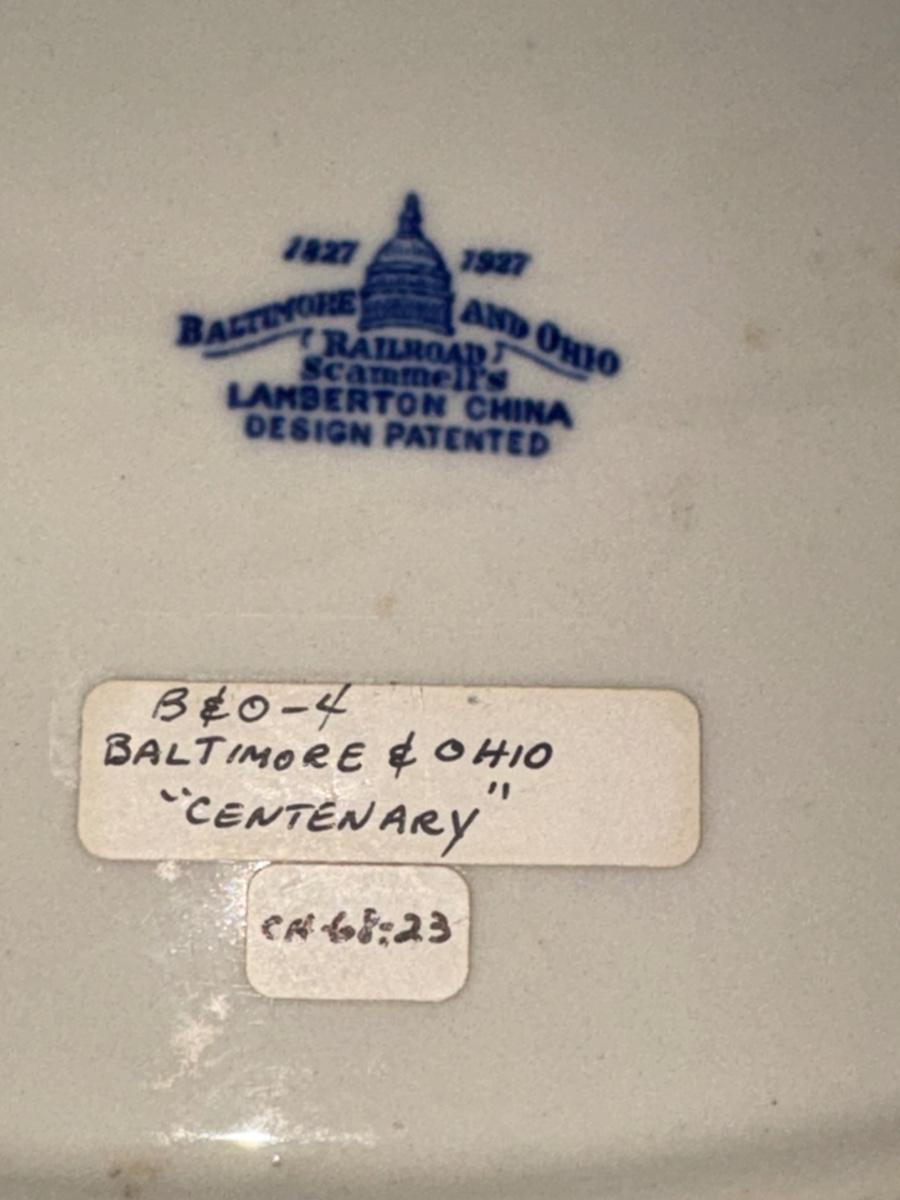 1827 1927
BALTIMORE AND OHIO
RAILROAD
Scammell's
LAMBERTON CHINA
DESIGN PATENTED
B&O-4
BALTIMORE & OHIO
"CENTENARY"
CH-68:23